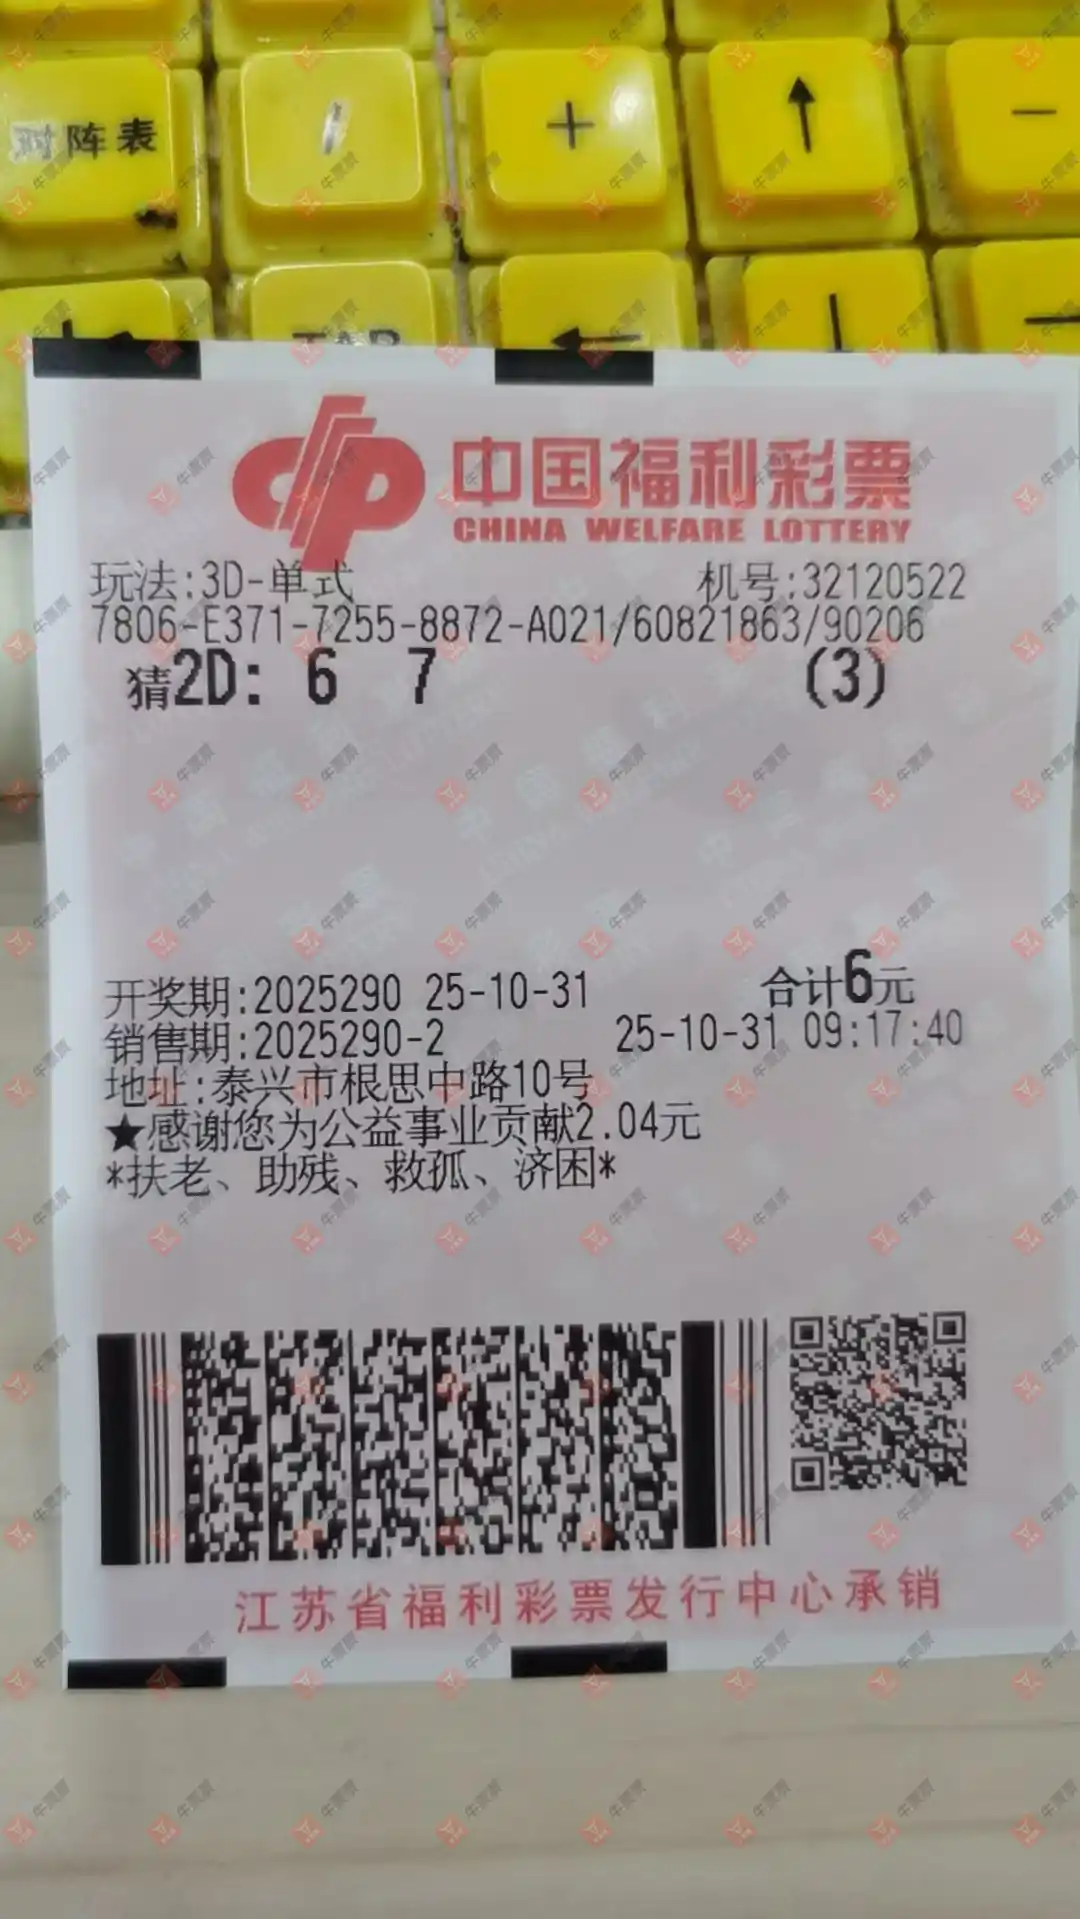 时阵表
/
+
↑
−
TAB
←
中国福利彩票
CHINA WELFARE LOTTERY
玩法:3D-单式 机号:32120522
7806-E371-7255-8872-A021/60821863/90206
猜2D: 6 7 (3)
开奖期:2025290 25-10-31 合计6元
销售期:2025290-2 25-10-31 09:17:40
地址:泰兴市根思中路10号
★感谢您为公益事业贡献2.04元
*扶老、助残、救孤、济困*
江苏省福利彩票发行中心承销
牛票票